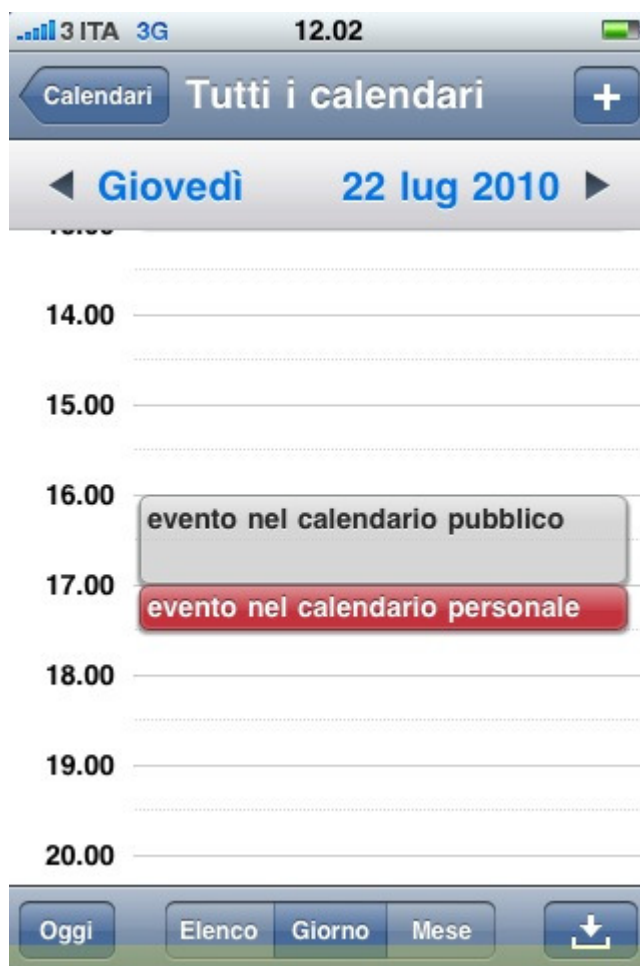 3 ITA 3G 12.02
Calendari Tutti i calendari +
Giovedì 22 lug 2010
14.00
15.00
16.00
evento nel calendario pubblico
17.00
evento nel calendario personale
18.00
19.00
20.00
Oggi Elenco Giorno Mese